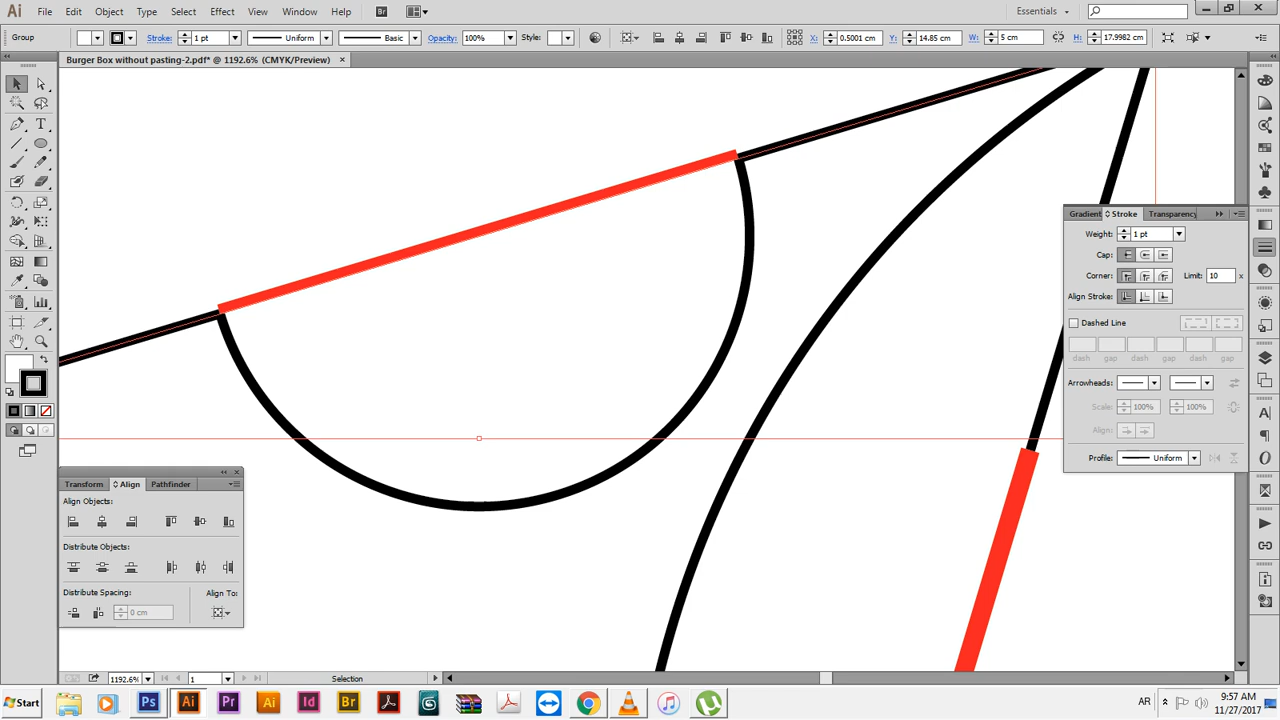 Ai File Edit Object Type Select Effect View Window Help Br Essentials
Group Stroke: 1 pt Uniform Basic Opacity: 100% Style: X: 0.5001 cm Y: 14.85 cm W: 5 cm H: 17.9982 cm
Burger Box without pasting-2.pdf* @ 1192.6% (CMYK/Preview) ×
Gradient Stroke Transparency
Weight: 1 pt
Cap:
Corner: Limit: 10 x
Align Stroke:
Dashed Line
dash gap dash gap dash gap
Arrowheads:
Scale: 100% 100%
Align:
Profile: Uniform
Transform Align Pathfinder
Align Objects:
Distribute Objects:
Distribute Spacing: Align To:
0 cm
1192.6% 1 Selection
Start Ps Ai Pr Ai Id Br AR 9:57 AM
11/27/2017